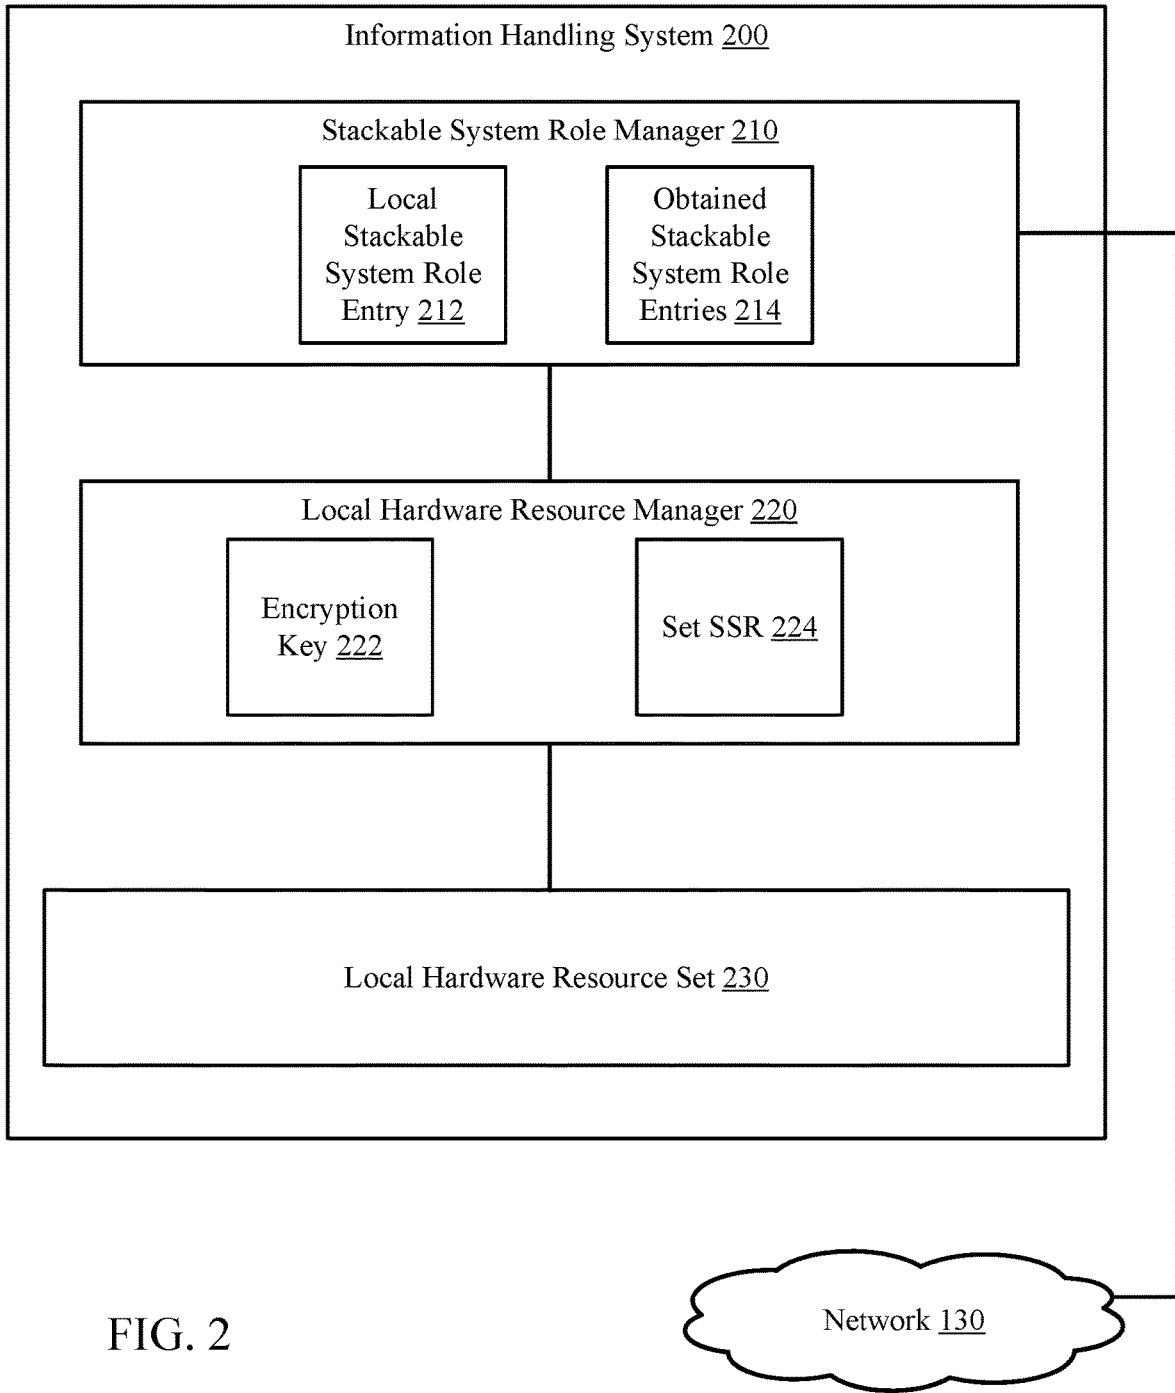 Information Handling System 200
Stackable System Role Manager 210
Local
Stackable
System Role
Entry 212
Obtained
Stackable
System Role
Entries 214
Local Hardware Resource Manager 220
Encryption
Key 222
Set SSR 224
Local Hardware Resource Set 230
FIG. 2
Network 130